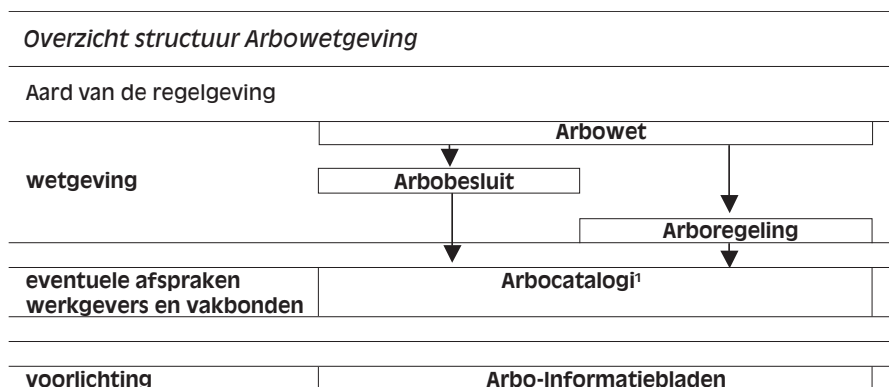 Overzicht structuur Arbowetgeving
Aard van de regelgeving
Arbowet
wetgeving
Arbobesluit
Arboregeling
eventuele afspraken
werkgevers en vakbonden
Arbocatalogi¹
voorlichting
Arbo-Informatiebladen